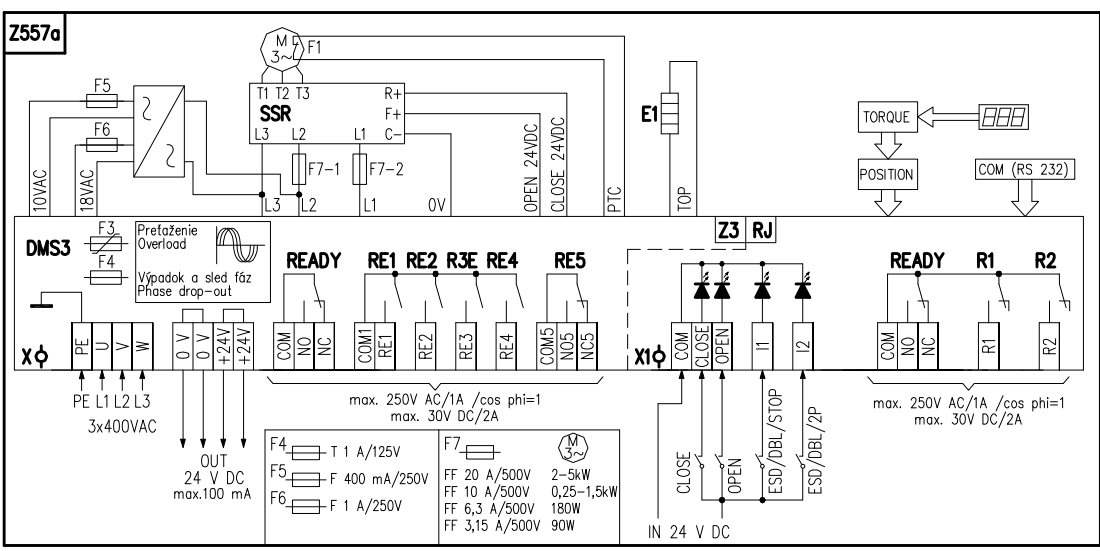 Z557a
M
3~
F1
F5
F6
T1 T2 T3
SSR
R+
F+
C-
L3 L2 L1
F7-1
F7-2
E1
TORQUE
POSITION
COM (RS 232)
10VAC
18VAC
L3
L2
L1
0V
OPEN 24VDC
CLOSE 24VDC
PTC
TOP
DMS3
F3
F4
Preťaženie
Overload
Výpadok a sled fáz
Phase drop-out
READY
RE1
RE2
R3E
RE4
RE5
Z3
RJ
READY
R1
R2
X
PE
U
V
W
0 V
0 V
+24V
+24V
COM
NO
NC
COM1
RE1
RE2
RE3
RE4
COM5
NO5
NC5
X1
COM
CLOSE
OPEN
I1
I2
COM
NO
NC
R1
R2
PE L1 L2 L3
3x400VAC
OUT
24 V DC
max.100 mA
max. 250V AC/1A /cos phi=1
max. 30V DC/2A
CLOSE
OPEN
ESD/DBL/STOP
ESD/DBL/2P
IN 24 V DC
max. 250V AC/1A /cos phi=1
max. 30V DC/2A
F4 T 1 A/125V
F5 F 400 mA/250V
F6 F 1 A/250V
F7
M
3~
FF 20 A/500V 2-5kW
FF 10 A/500V 0,25-1,5kW
FF 6,3 A/500V 180W
FF 3,15 A/500V 90W